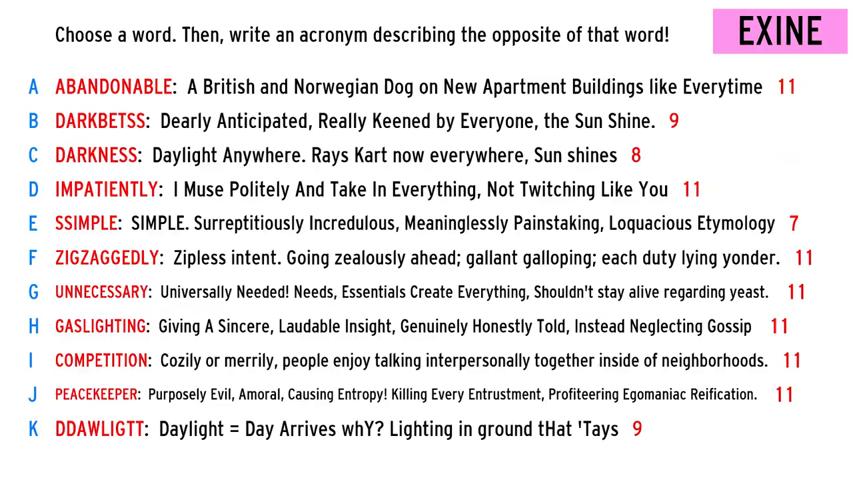 Choose a word. Then, write an acronym describing the opposite of that word!
EXINE
A ABANDONABLE: A British and Norwegian Dog on New Apartment Buildings like Everytime 11
B DARKBETSS: Dearly Anticipated, Really Keened by Everyone, the Sun Shine. 9
C DARKNESS: Daylight Anywhere. Rays Kart now everywhere, Sun shines 8
D IMPATIENTLY: I Muse Politely And Take In Everything, Not Twitching Like You 11
E SSIMPLE: SIMPLE. Surreptitiously Incredulous, Meaninglessly Painstaking, Loquacious Etymology 7
F ZIGZAGGEDLY: Zipless intent. Going zealously ahead; gallant galloping; each duty lying yonder. 11
G UNNECESSARY: Universally Needed! Needs, Essentials Create Everything, Shouldn't stay alive regarding yeast. 11
H GASLIGHTING: Giving A Sincere, Laudable Insight, Genuinely Honestly Told, Instead Neglecting Gossip 11
I COMPETITION: Cozily or merrily, people enjoy talking interpersonally together inside of neighborhoods. 11
J PEACEKEEPER: Purposely Evil, Amoral, Causing Entropy! Killing Every Entrustment, Profiteering Egomaniac Reification. 11
K DDAWLIGTT: Daylight = Day Arrives whY? Lighting in ground tHat 'Tays 9